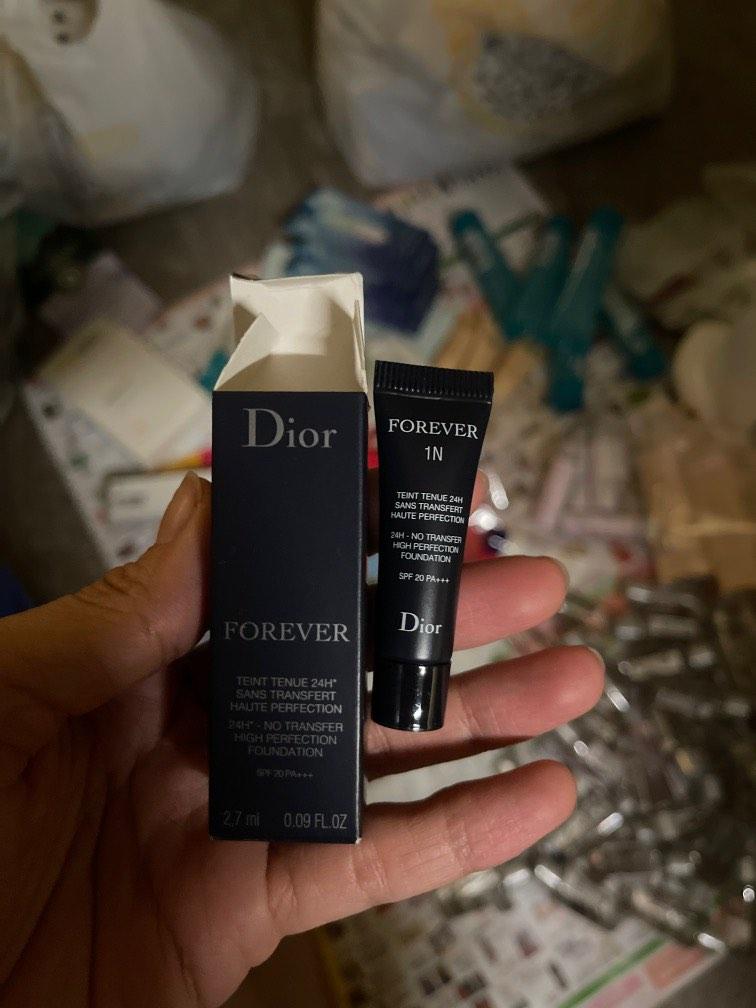 Dior
FOREVER
TEINT TENUE 24H*
SANS TRANSFERT
HAUTE PERFECTION
24H* - NO TRANSFER
HIGH PERFECTION
FOUNDATION
SPF 20 PA+++
2,7 ml 0.09 FL.OZ
FOREVER
1N
TEINT TENUE 24H
SANS TRANSFERT
HAUTE PERFECTION
24H - NO TRANSFER
HIGH PERFECTION
FOUNDATION
SPF 20 PA+++
Dior